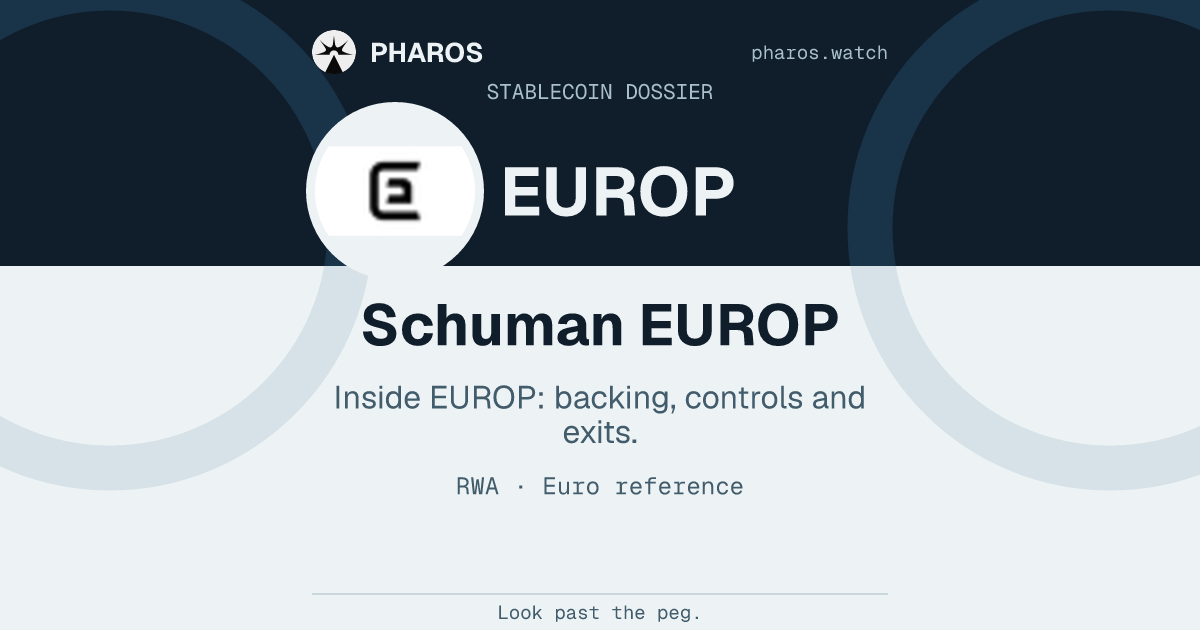 PHAROS
pharos.watch
STABLECOIN DOSSIER
EUROP
Schuman EUROP
Inside EUROP: backing, controls and
exits.
RWA · Euro reference
Look past the peg.